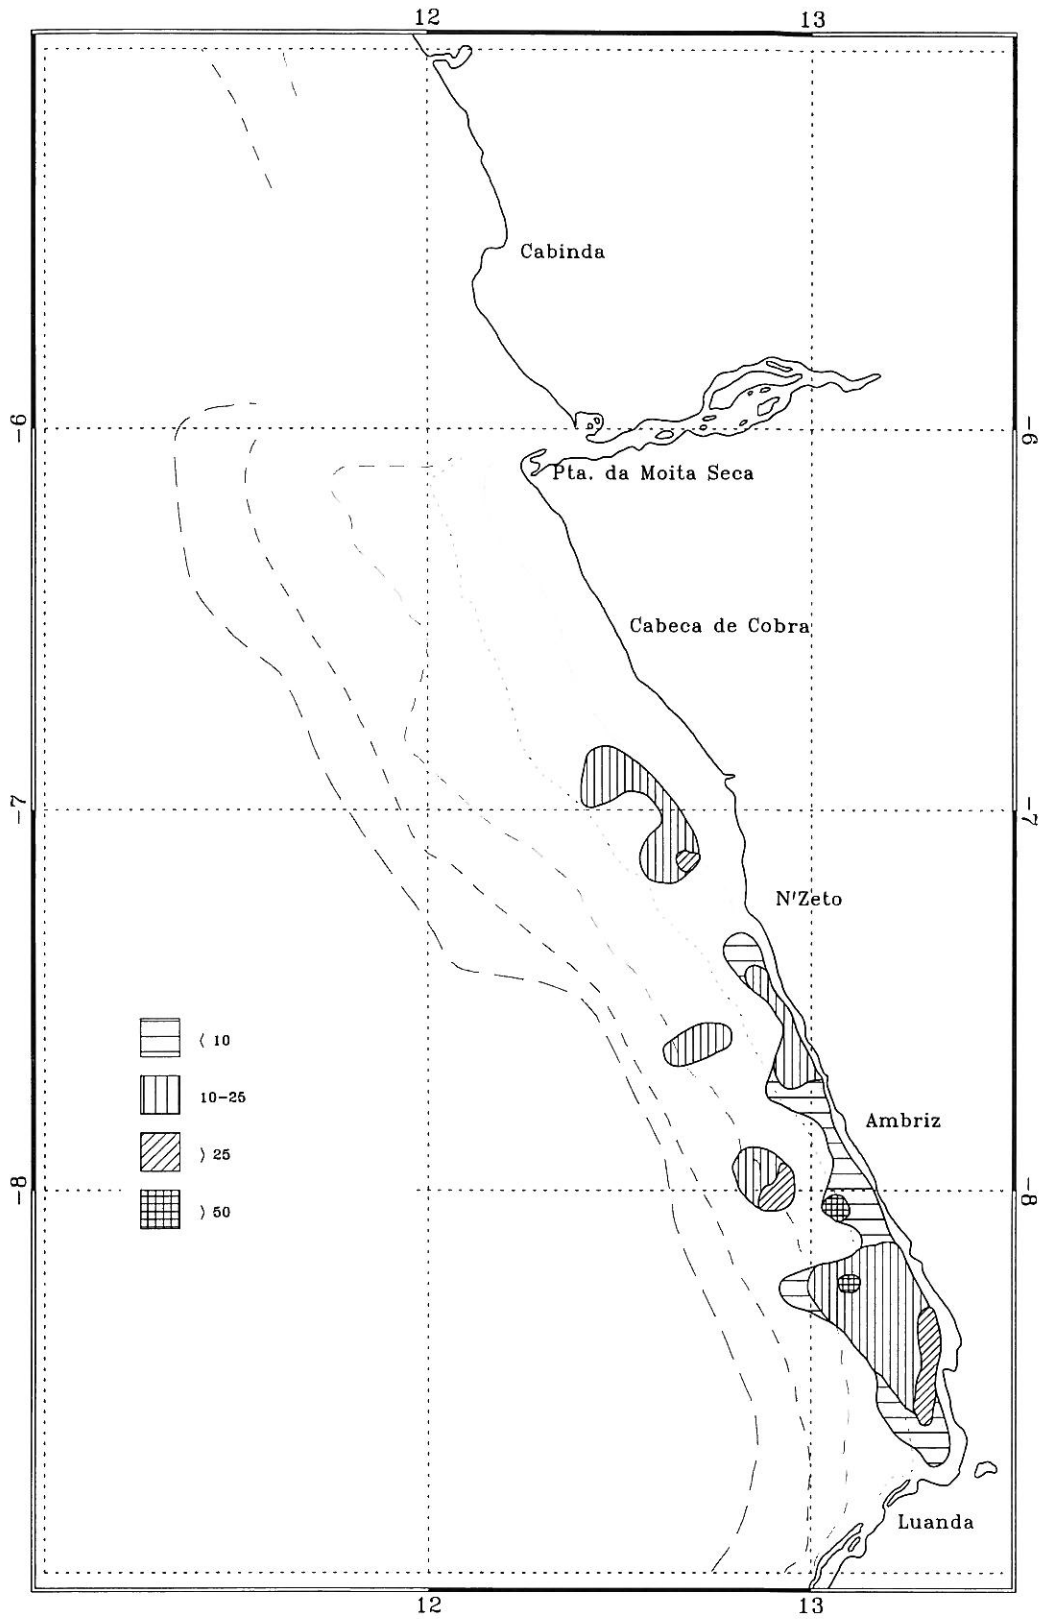 12 13
Cabinda
-6 -6
Pta. da Moita Seca
Cabeca de Cobra
-7 -7
N'Zeto
⟨ 10
10-25
Ambriz
⟩ 25
-8 -8
⟩ 50
Luanda
12 13